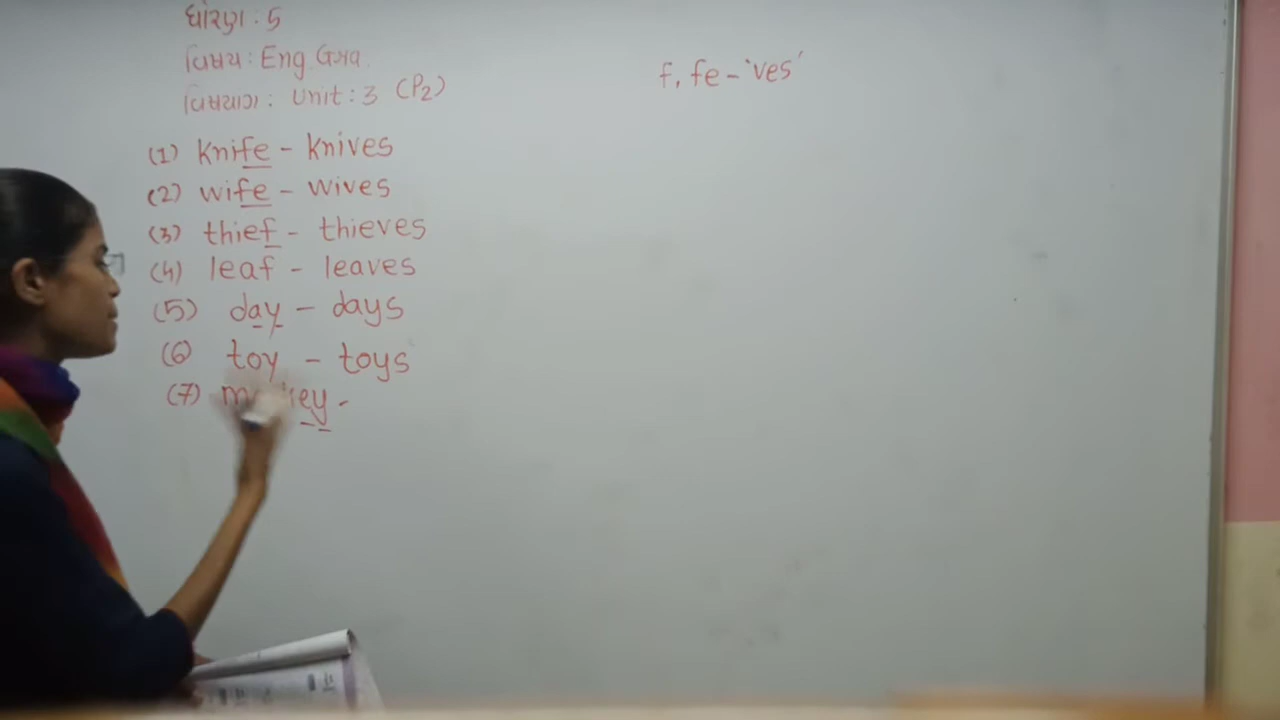 ધોરણ : 5
વિષય : Eng Gra
વિષયાંગ : Unit : 3 (P2)
f, fe - 'ves'
(1) knife - knives
(2) wife - wives
(3) thief - thieves
(4) leaf - leaves
(5) day - days
(6) toy - toys
(7) -